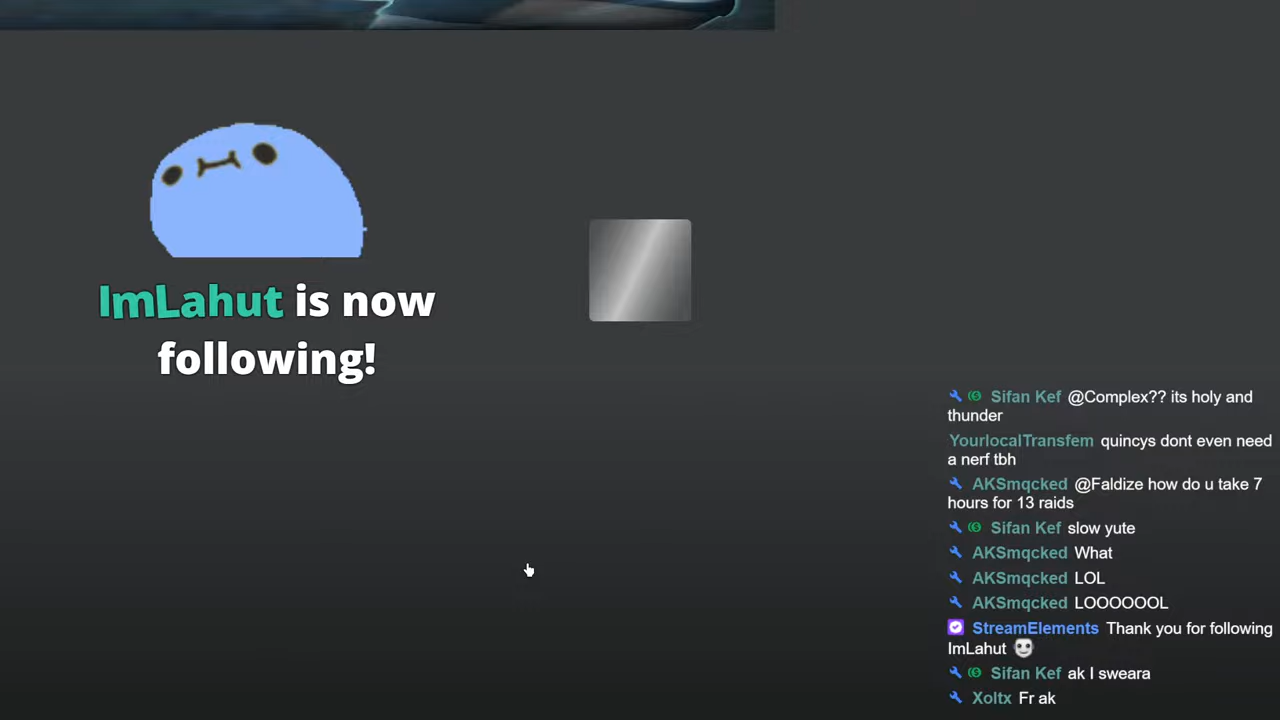 ImLahut is now
following!
Sifan Kef @Complex?? its holy and
thunder
YourlocalTransfem quincys dont even need
a nerf tbh
AKSmqcked @Faldize how do u take 7
hours for 13 raids
Sifan Kef slow yute
AKSmqcked What
AKSmqcked LOL
AKSmqcked LOOOOOOL
StreamElements Thank you for following
ImLahut
Sifan Kef ak I sweara
Xoltx Fr ak